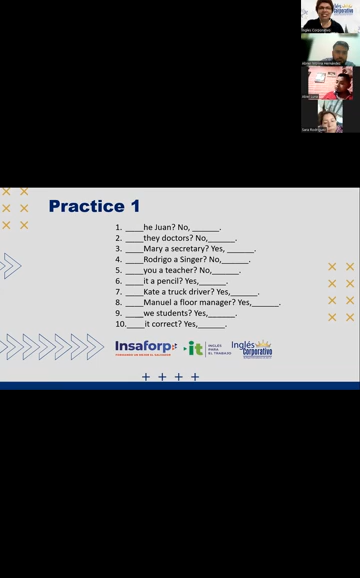 Inglés Corporativo
Practice 1
1. ____he Juan? No, ______.
2. ____they doctors? No,______.
3. ____Mary a secretary? Yes, ______.
4. ____Rodrigo a Singer? No,______.
5. ____you a teacher? No,______.
6. ____it a pencil? Yes,______.
7. ____Kate a truck driver? Yes,______.
8. ____Manuel a floor manager? Yes,______.
9. ____we students? Yes,______.
10.____it correct? Yes,______.
Insaforp
it
INGLÉS
PARA
EL TRABAJO
Inglés
Corporativo